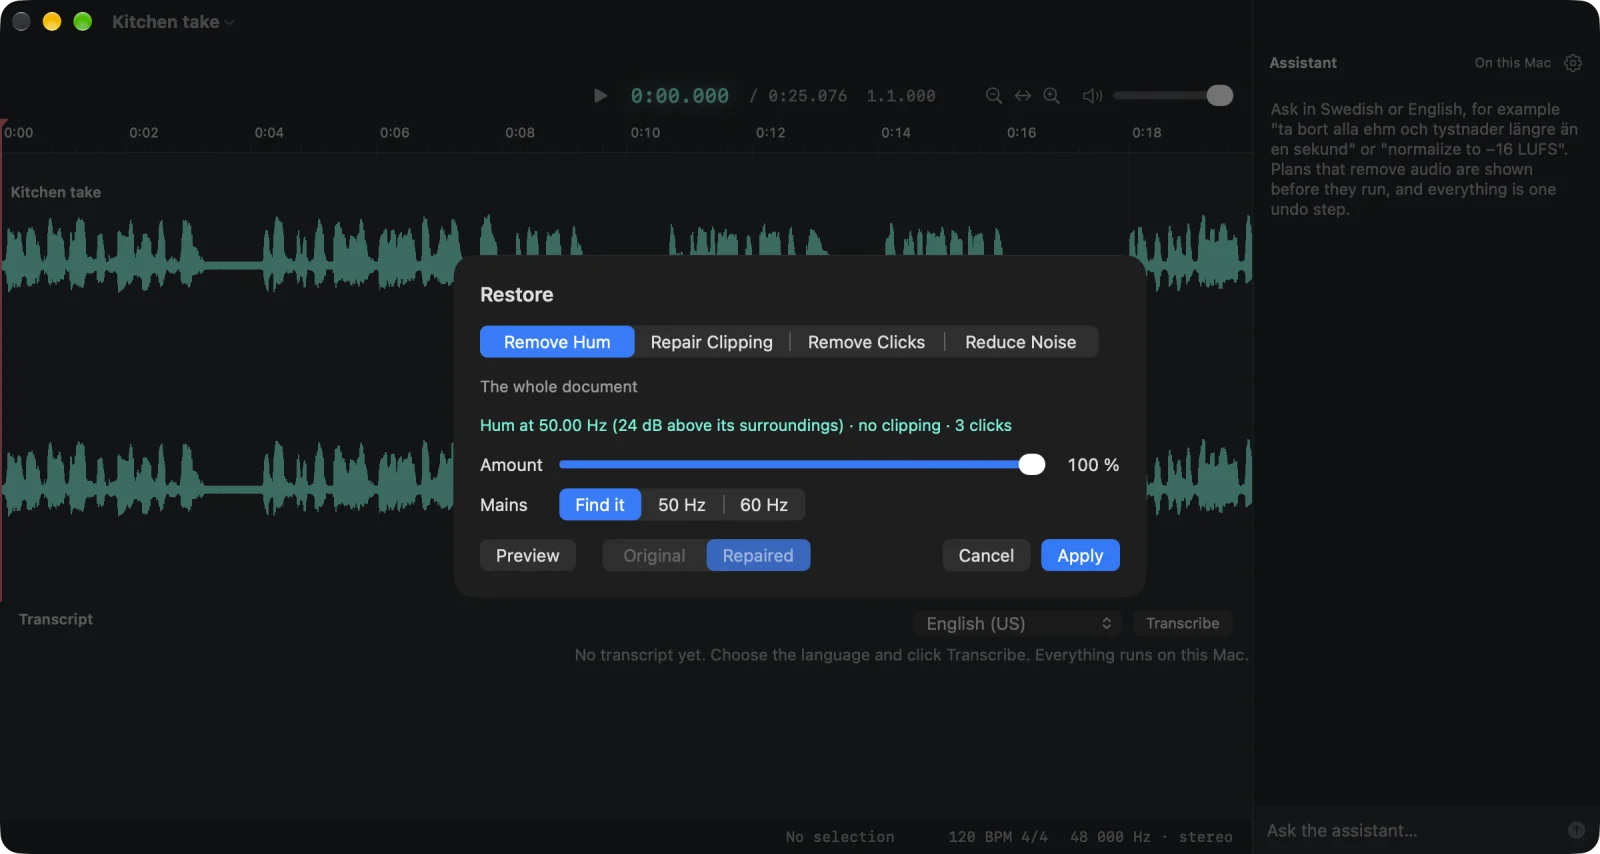 Kitchen take
Assistant
On this Mac
0:00.000 / 0:25.076 1.1.000
0:00 0:02 0:04 0:06 0:08 0:10 0:12 0:14 0:16 0:18
Ask in Swedish or English, for example
"ta bort alla ehm och tystnader längre än
en sekund" or "normalize to −16 LUFS".
Plans that remove audio are shown
before they run, and everything is one
undo step.
Kitchen take
Restore
Remove Hum Repair Clipping Remove Clicks Reduce Noise
The whole document
Hum at 50.00 Hz (24 dB above its surroundings) · no clipping · 3 clicks
Amount 100 %
Mains Find it 50 Hz 60 Hz
Preview Original Repaired Cancel Apply
Transcript
English (US) Transcribe
No transcript yet. Choose the language and click Transcribe. Everything runs on this Mac.
No selection 120 BPM 4/4 48 000 Hz · stereo
Ask the assistant...